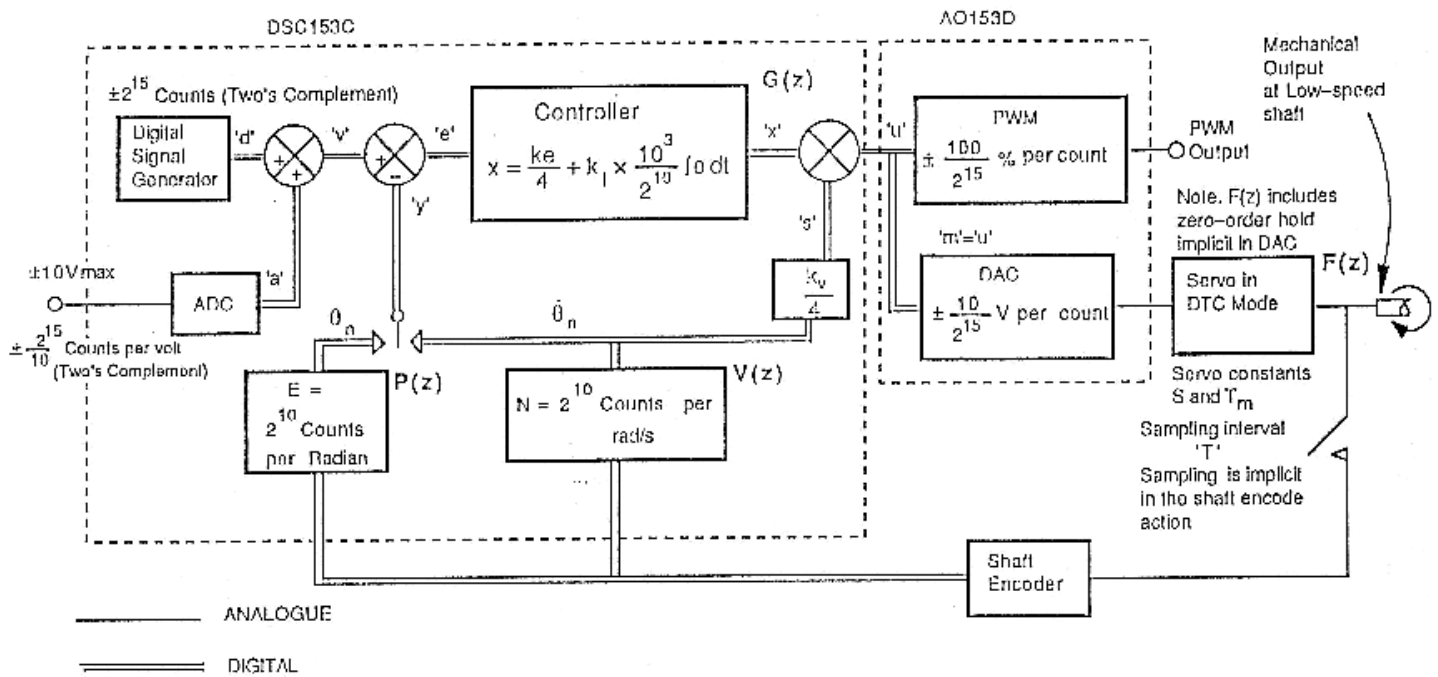 DSC153C
AO153D
±2^15 Counts (Two's Complement)
Digital
Signal
Generator
'd'
+
+
'v'
+
−
'e'
'y'
Controller
x = ke/4 + k_I × 10^3/2^10 ∫e dt
G(z)
'x'
's'
k_v/4
'u'
PWM
± 100/2^15 % per count
PWM
Output
Mechanical
Output
at Low-speed
shaft
'm'='u'
DAC
± 10/2^15 V per count
Note. F(z) includes
zero-order hold
implicit in DAC
Servo in
DTC Mode
F(z)
Servo constants
S and T_m
Sampling interval
'T'
Sampling is implicit
in the shaft encode
action
±10Vmax
ADC
'a'
± 2^15/10 Counts per volt
(Two's Complement)
θ_n
θ̇_n
P(z)
E =
2^10 Counts
per Radian
V(z)
N = 2^10 Counts per
rad/s
...
Shaft
Encoder
ANALOGUE
DIGITAL